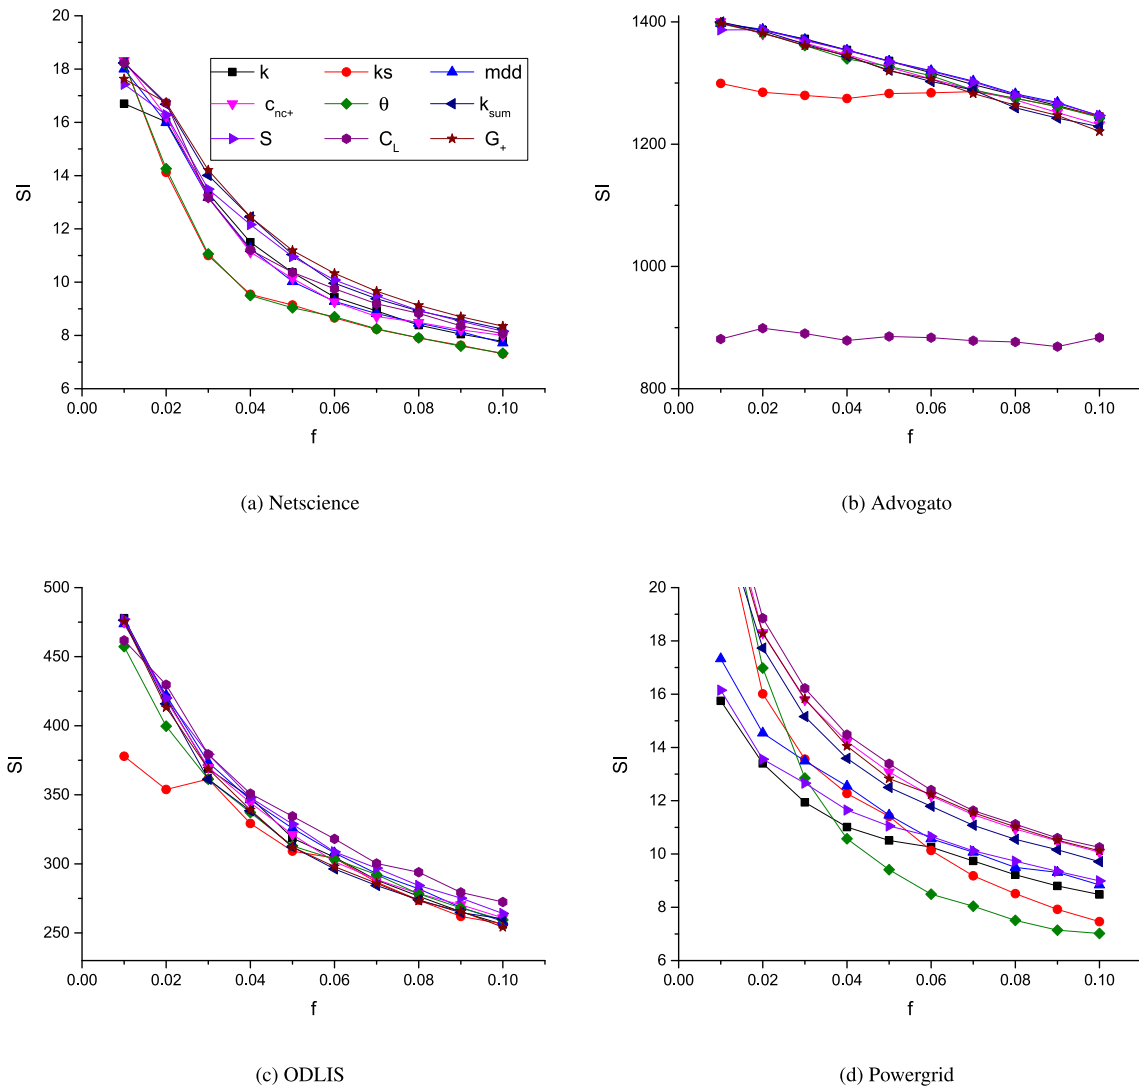 20
18
16
14
12
10
8
6
SI
0.00 0.02 0.04 0.06 0.08 0.10
f
k ks mdd
c_nc+ θ k_sum
S C_L G_+
(a) Netscience
1400
1200
1000
800
SI
0.00 0.02 0.04 0.06 0.08 0.10
f
(b) Advogato
500
450
400
350
300
250
SI
0.00 0.02 0.04 0.06 0.08 0.10
f
(c) ODLIS
20
18
16
14
12
10
8
6
SI
0.00 0.02 0.04 0.06 0.08 0.10
f
(d) Powergrid